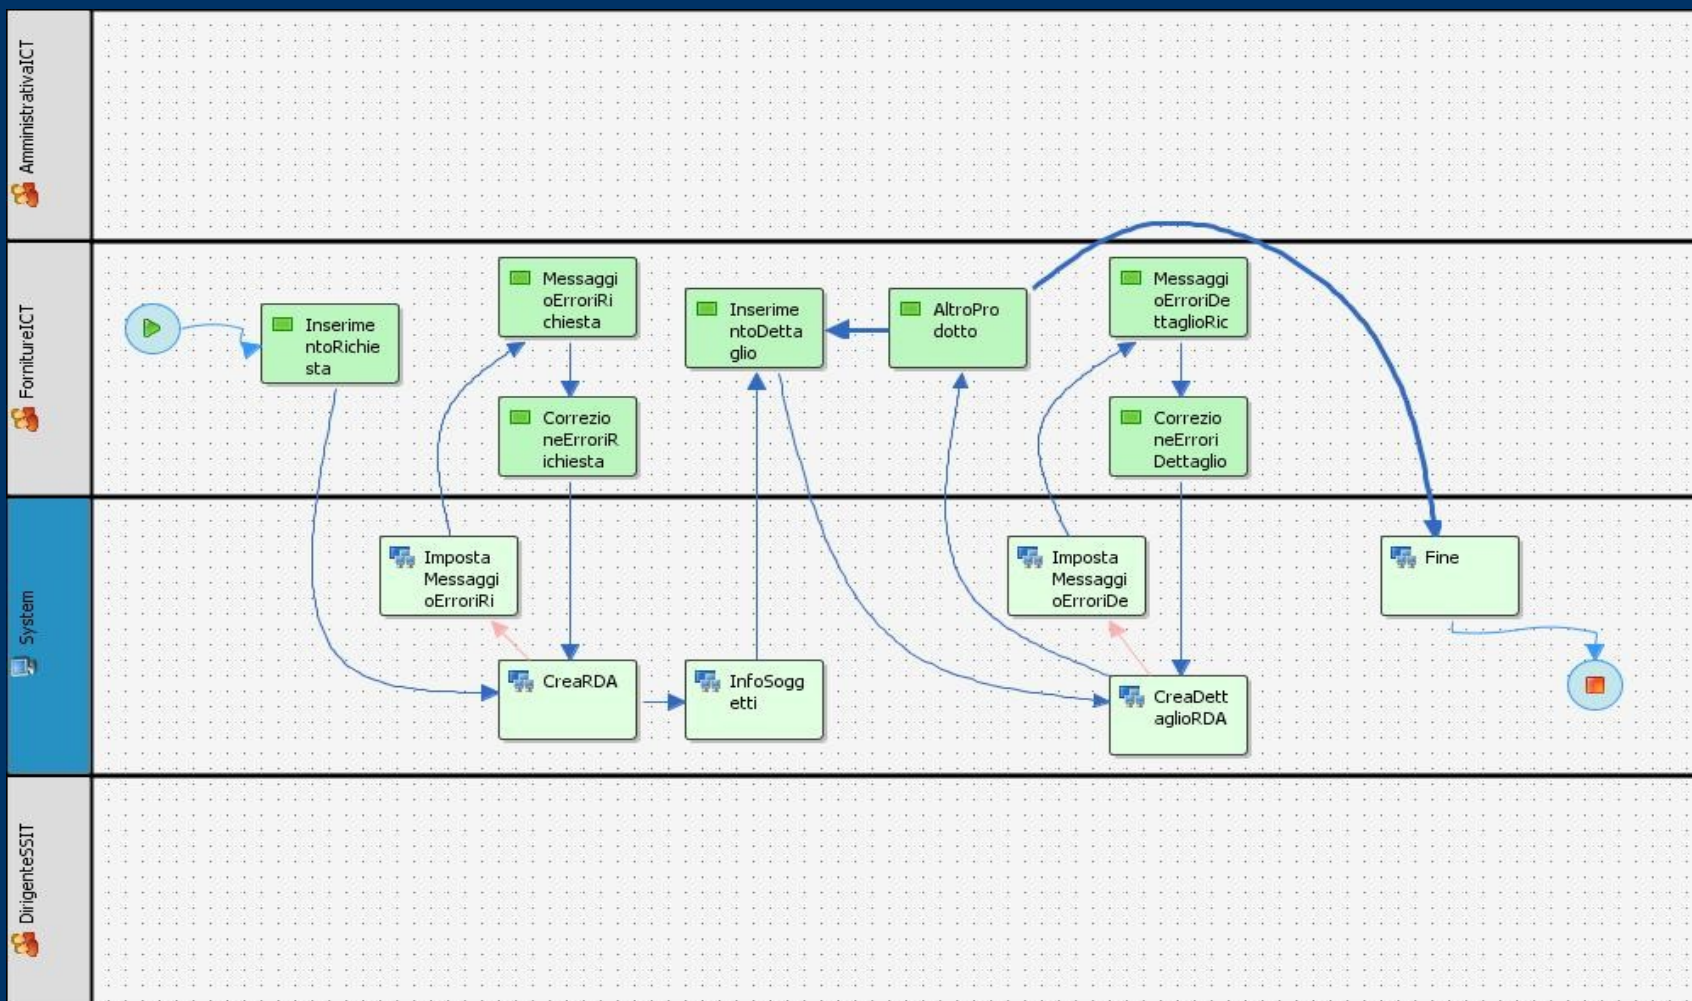 AmministrativaICT
FornitureICT
Inserime
ntoRichie
sta
Messaggi
oErroriRi
chiesta
Correzio
neErroriR
ichiesta
Inserime
ntoDetta
glio
AltroPro
dotto
Messaggi
oErroriDe
ttaglioRic
Correzio
neErrori
Dettaglio
System
Imposta
Messaggi
oErroriRi
CreaRDA
InfoSogg
etti
Imposta
Messaggi
oErroriDe
CreaDett
aglioRDA
Fine
DirigenteSSIT